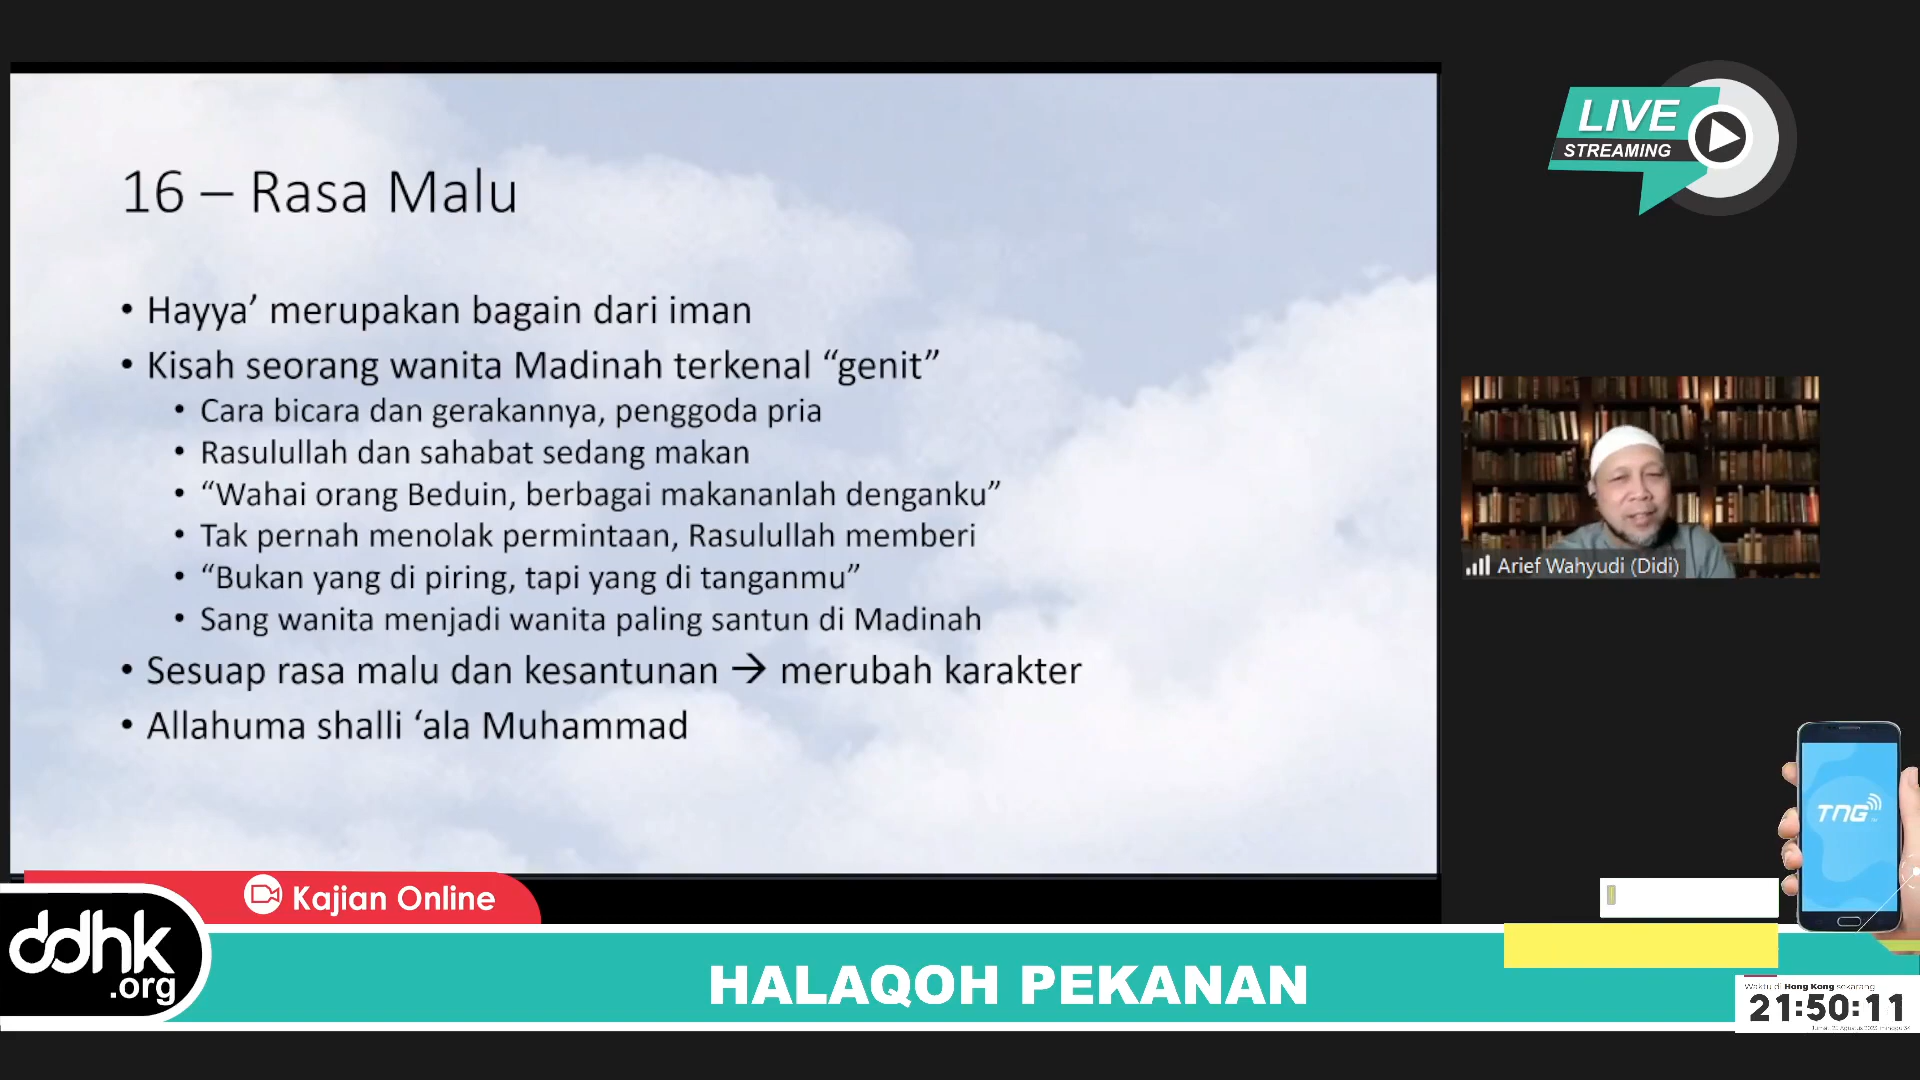 LIVE
STREAMING
16 – Rasa Malu
• Hayya’ merupakan bagain dari iman
• Kisah seorang wanita Madinah terkenal “genit”
• Cara bicara dan gerakannya, penggoda pria
• Rasulullah dan sahabat sedang makan
• “Wahai orang Beduin, berbagai makananlah denganku”
• Tak pernah menolak permintaan, Rasulullah memberi
• “Bukan yang di piring, tapi yang di tanganmu”
• Sang wanita menjadi wanita paling santun di Madinah
• Sesuap rasa malu dan kesantunan → merubah karakter
• Allahuma shalli ‘ala Muhammad
Arief Wahyudi (Didi)
TNG
Kajian Online
ddhk
.org
HALAQOH PEKANAN
Waktu di Hong Kong sekarang
21:50:11